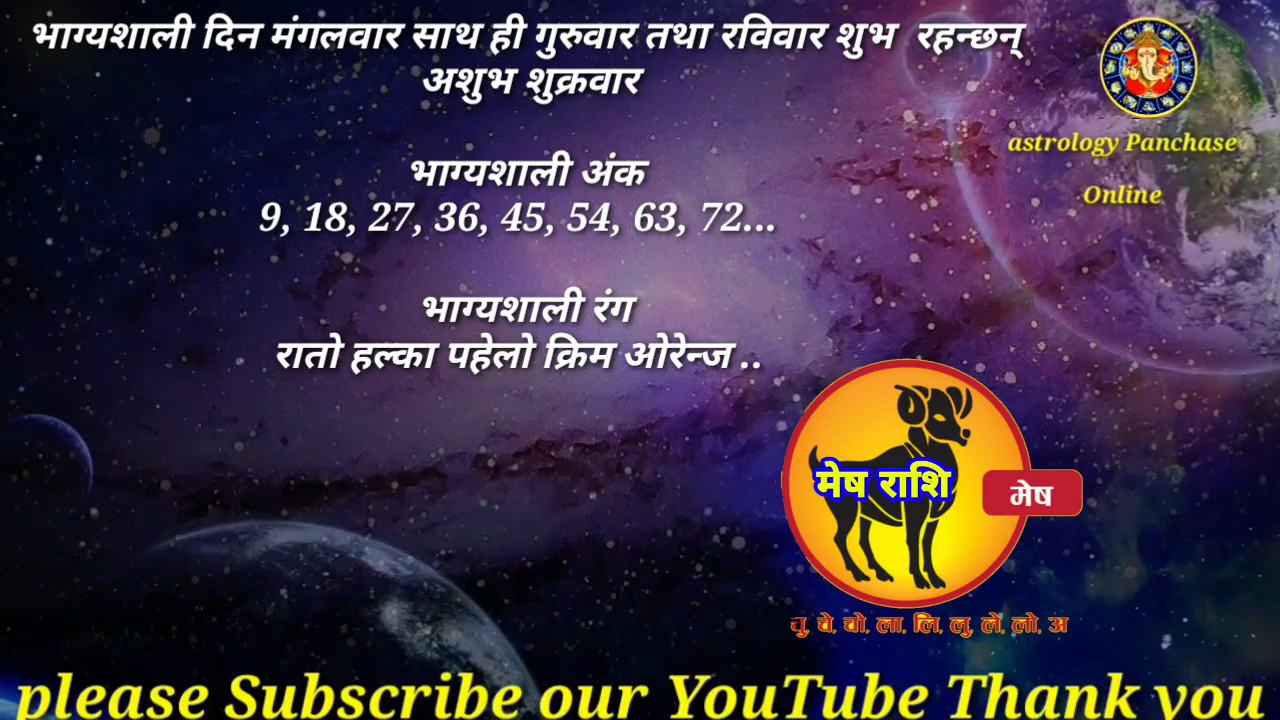 भाग्यशाली दिन मंगलवार साथ ही गुरुवार तथा रविवार शुभ रहन्छन्
अशुभ शुक्रवार
भाग्यशाली अंक
9, 18, 27, 36, 45, 54, 63, 72...
भाग्यशाली रंग
रातो हल्का पहेलो क्रिम ओरेन्ज ..
astrology Panchase
Online
मेष राशि
मेष
चु, चे, चो, ला, लि, लु, ले, लो, अ
please Subscribe our YouTube Thank you